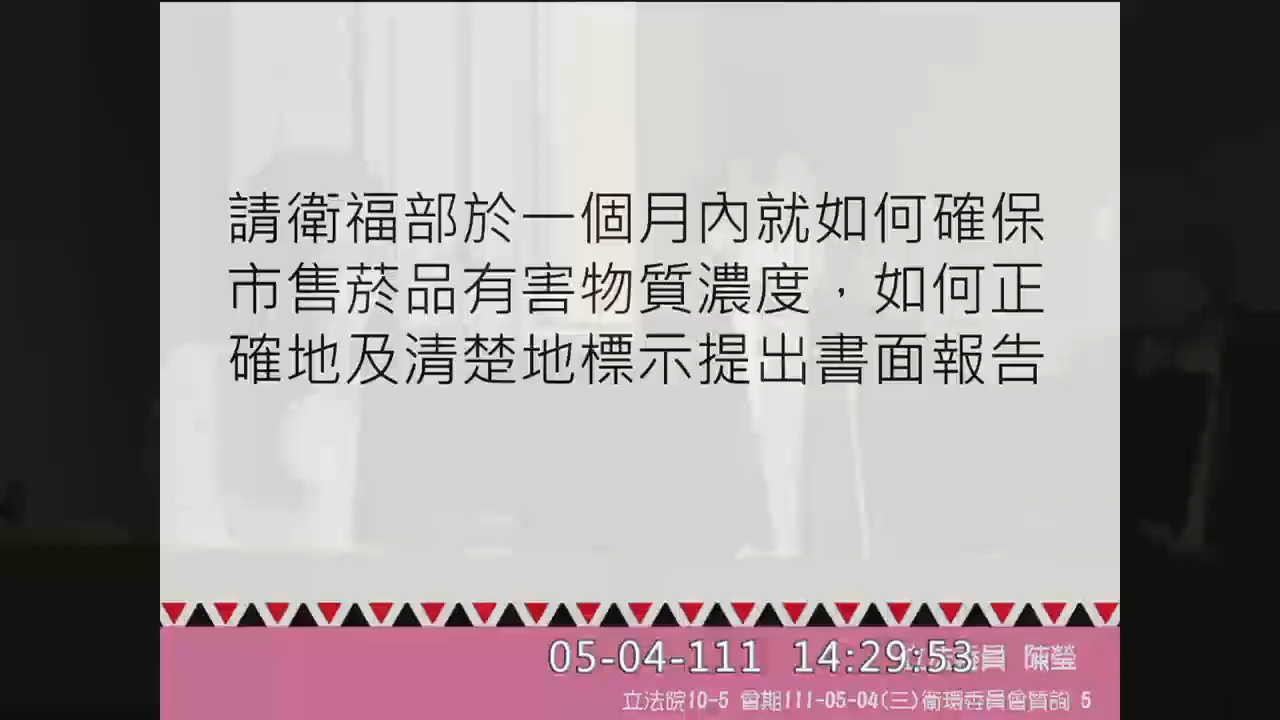 請衛福部於一個月內就如何確保
市售菸品有害物質濃度，如何正
確地及清楚地標示提出書面報告
05-04-111 14:29:53
委員 陳瑩
立法院10-5 會期111-05-04(三)衛環委員會質詢 5